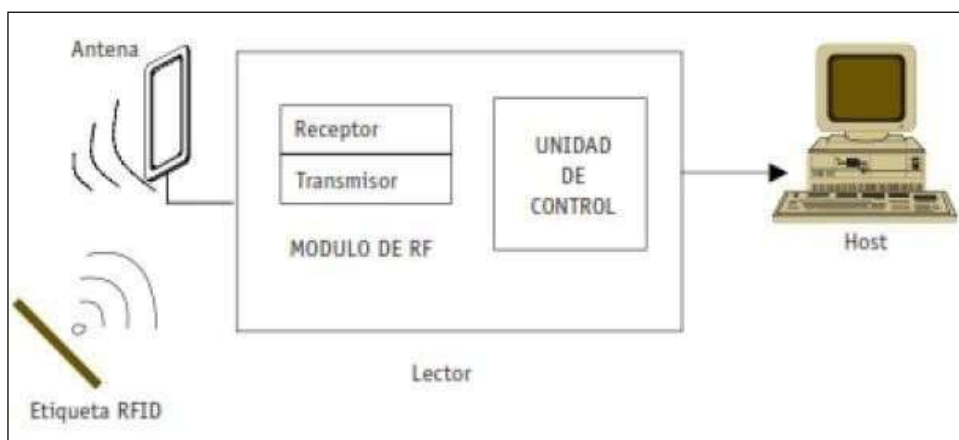 Antena
Receptor
Transmisor
MODULO DE RF
UNIDAD
DE
CONTROL
Host
Lector
Etiqueta RFID